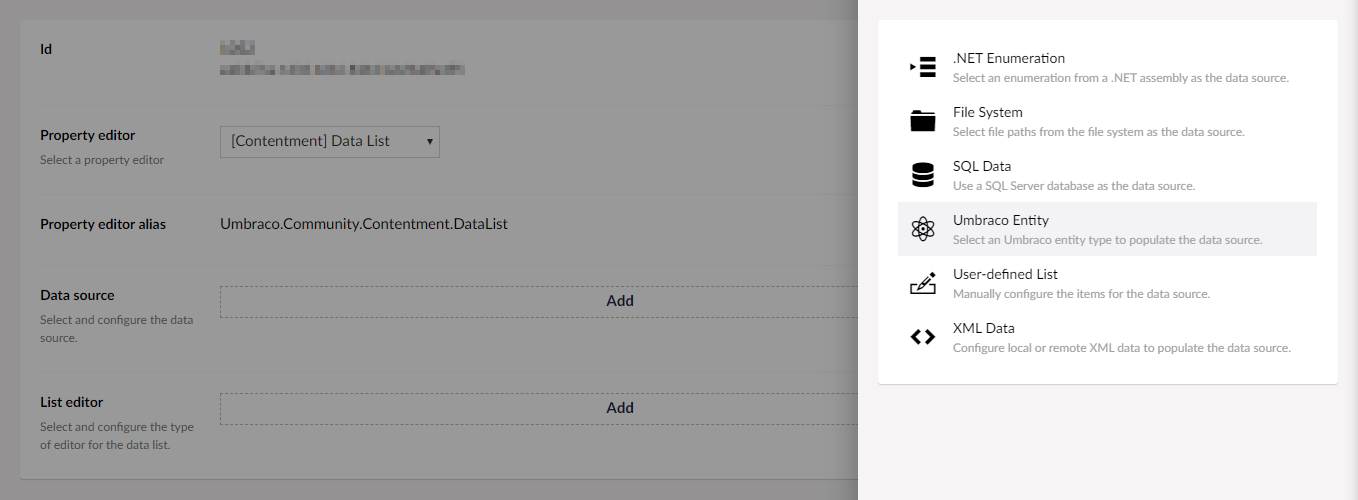 Id
Property editor
Select a property editor
[Contentment] Data List
Property editor alias
Umbraco.Community.Contentment.DataList
Data source
Select and configure the data
source.
Add
List editor
Select and configure the type
of editor for the data list.
Add
.NET Enumeration
Select an enumeration from a .NET assembly as the data source.
File System
Select file paths from the file system as the data source.
SQL Data
Use a SQL Server database as the data source.
Umbraco Entity
Select an Umbraco entity type to populate the data source.
User-defined List
Manually configure the items for the data source.
XML Data
Configure local or remote XML data to populate the data source.